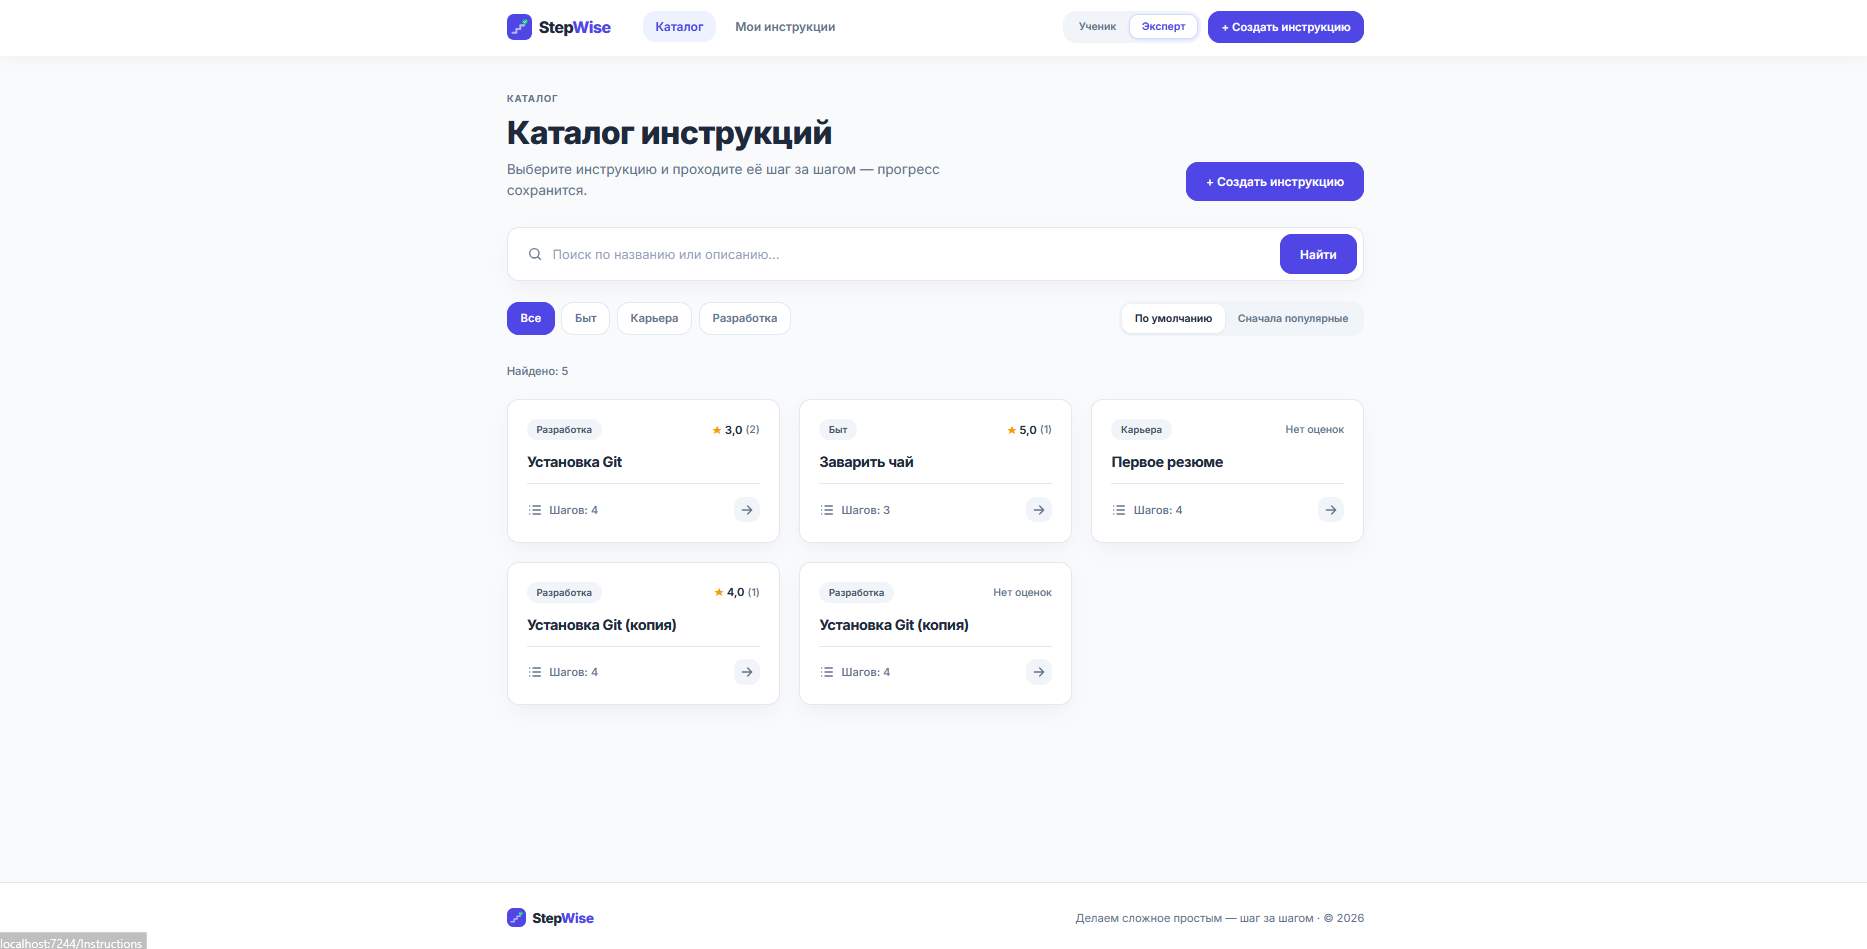 StepWise
Каталог
Мои инструкции
Ученик
Эксперт
+ Создать инструкцию
КАТАЛОГ
Каталог инструкций
Выберите инструкцию и проходите её шаг за шагом — прогресс
сохранится.
+ Создать инструкцию
Поиск по названию или описанию...
Найти
Все
Быт
Карьера
Разработка
По умолчанию
Сначала популярные
Найдено: 5
Разработка
★ 3,0 (2)
Установка Git
Шагов: 4
Быт
★ 5,0 (1)
Заварить чай
Шагов: 3
Карьера
Нет оценок
Первое резюме
Шагов: 4
Разработка
★ 4,0 (1)
Установка Git (копия)
Шагов: 4
Разработка
Нет оценок
Установка Git (копия)
Шагов: 4
StepWise
Делаем сложное простым — шаг за шагом · © 2026
localhost:7244/Instructions